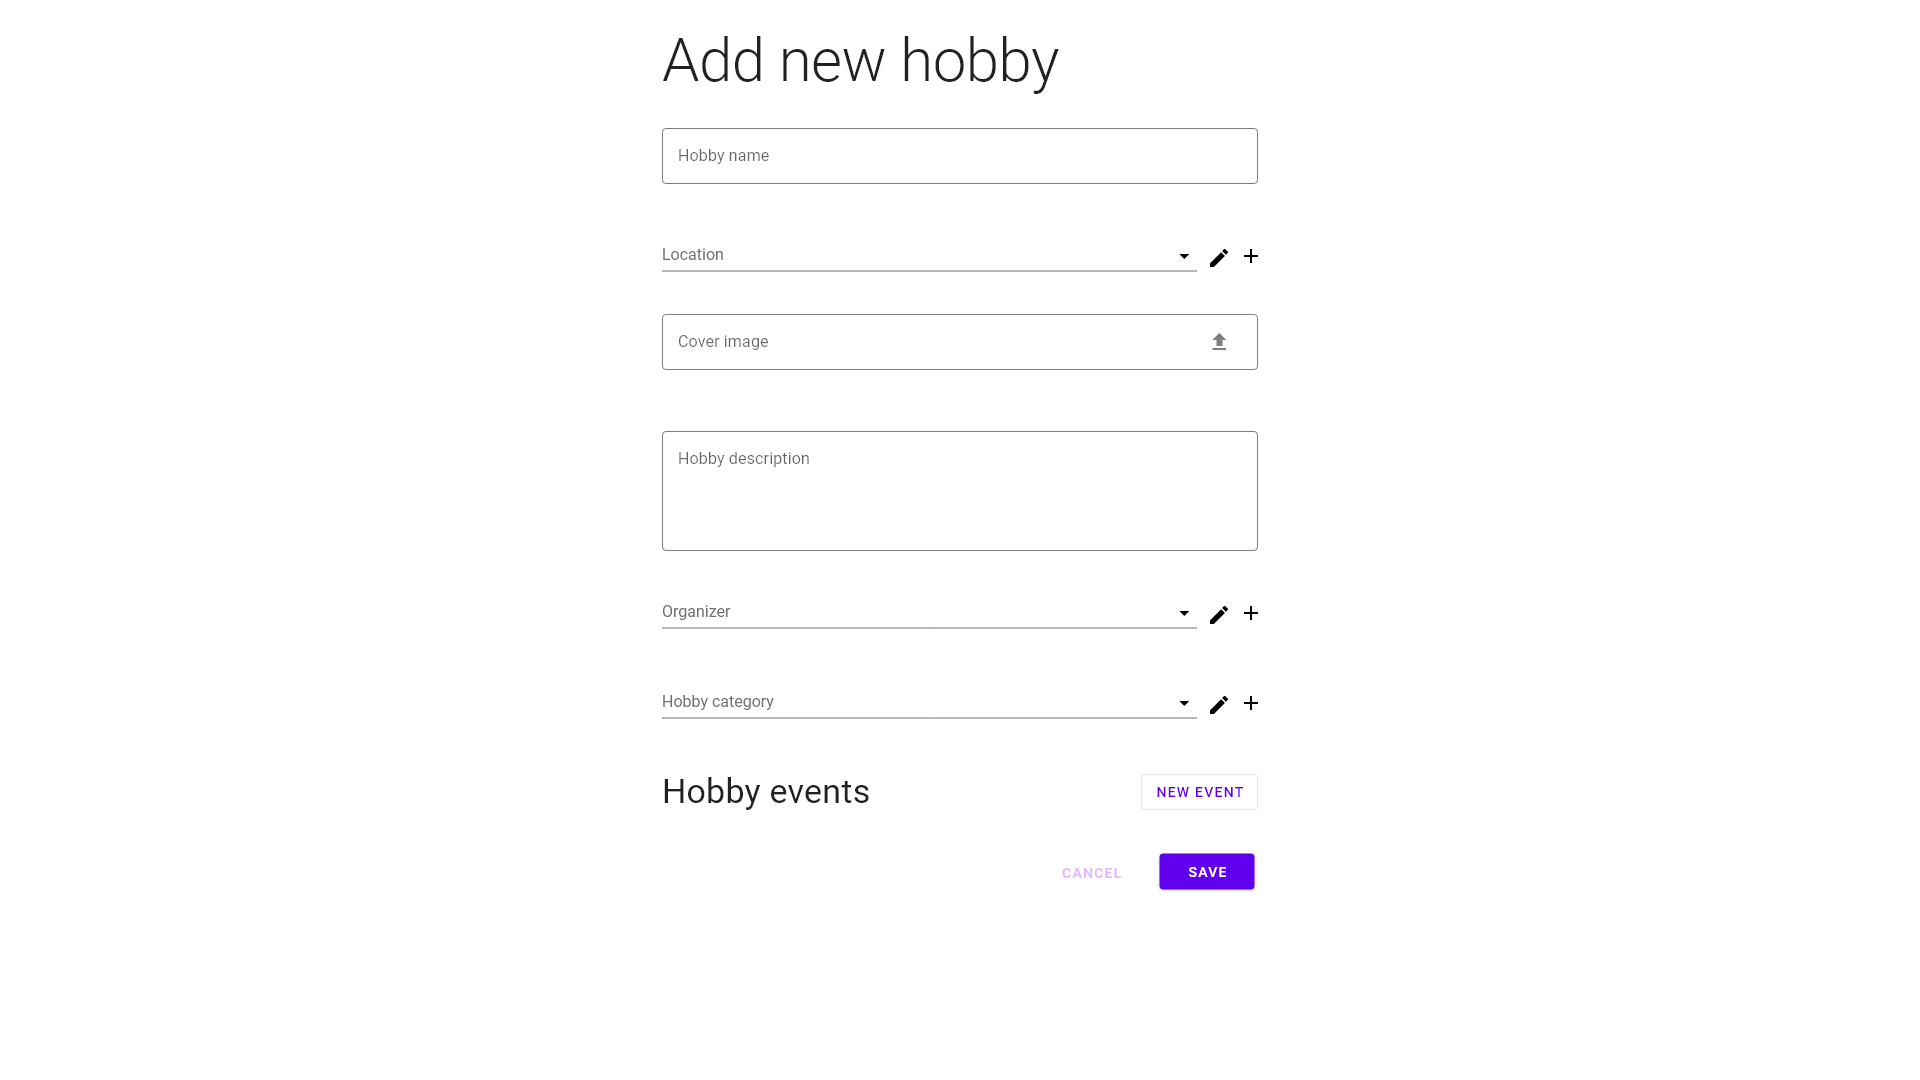 Add new hobby
Hobby name
Location
Cover image
Hobby description
Organizer
Hobby category
Hobby events
NEW EVENT
CANCEL
SAVE